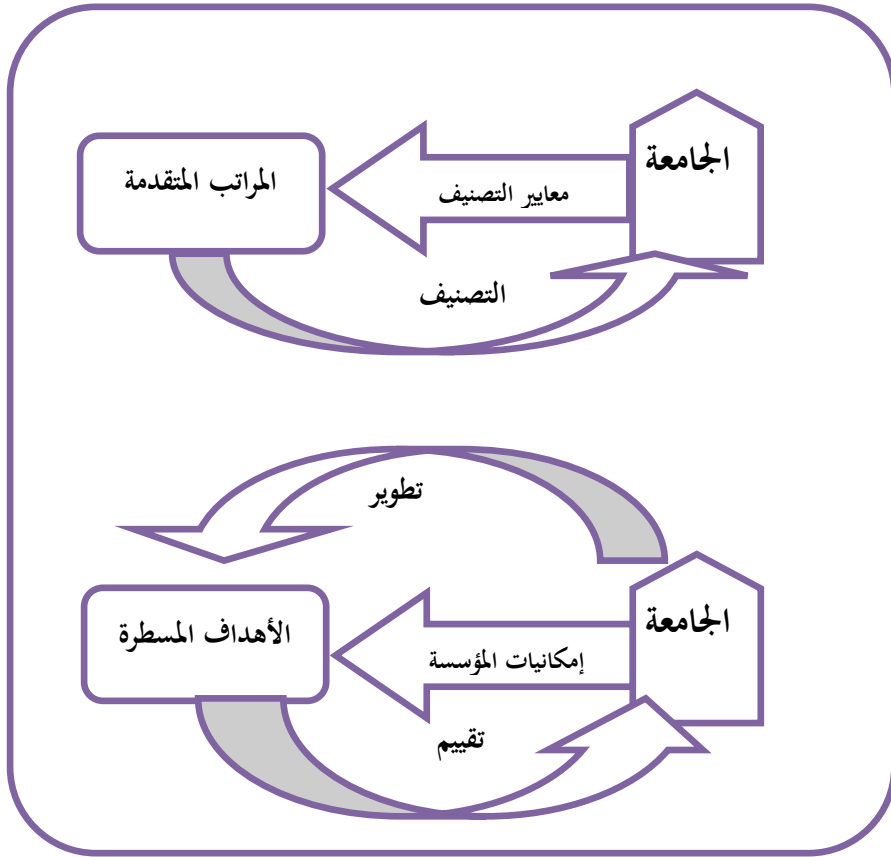 الجامعة
معايير التصنيف
المراتب المتقدمة
التصنيف
تطوير
الجامعة
إمكانيات المؤسسة
الأهداف المسطرة
تقييم